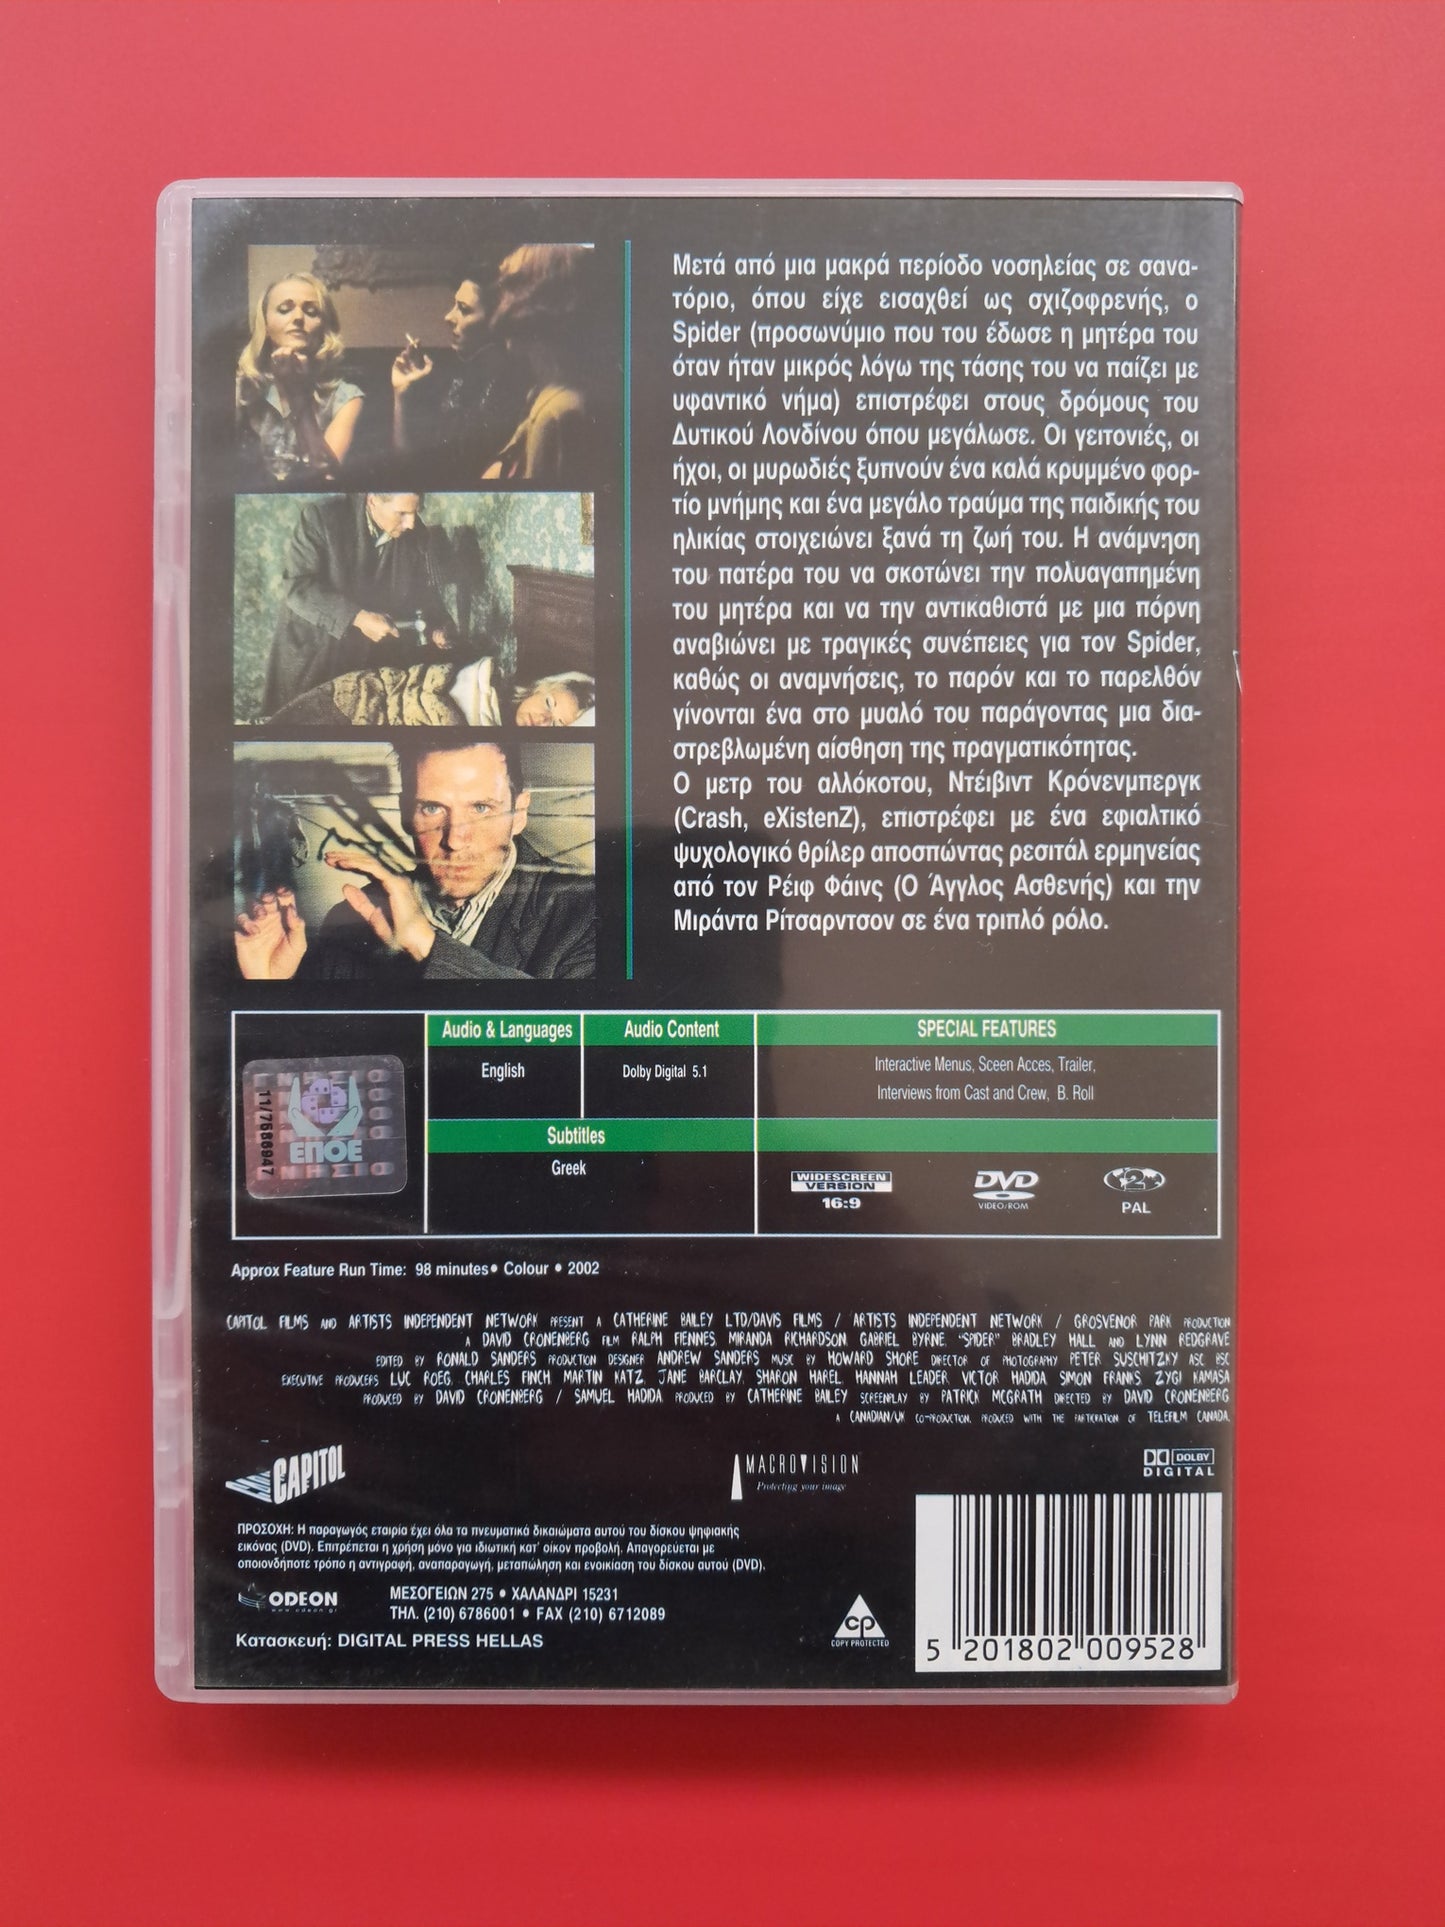 Μετά από μια μακρά περίοδο νοσηλείας σε σανα-
τόριο, όπου είχε εισαχθεί ως σχιζοφρενής, ο
Spider (προσωνύμιο που του έδωσε η μητέρα του
όταν ήταν μικρός λόγω της τάσης του να παίζει με
υφαντικό νήμα) επιστρέφει στους δρόμους του
Δυτικού Λονδίνου όπου μεγάλωσε. Οι γειτονιές, οι
ήχοι, οι μυρωδιές ξυπνούν ένα καλά κρυμμένο φορ-
τίο μνήμης και ένα μεγάλο τραύμα της παιδικής του
ηλικίας στοιχειώνει ξανά τη ζωή του. Η ανάμνηση
του πατέρα του να σκοτώνει την πολυαγαπημένη
του μητέρα και να την αντικαθιστά με μια πόρνη
αναβιώνει με τραγικές συνέπειες για τον Spider,
καθώς οι αναμνήσεις, το παρόν και το παρελθόν
γίνονται ένα στο μυαλό του παράγοντας μια δια-
στρεβλωμένη αίσθηση της πραγματικότητας.
Ο μετρ του αλλόκοτου, Ντέιβιντ Κρόνενμπεργκ
(Crash, eXistenZ), επιστρέφει με ένα εφιαλτικό
ψυχολογικό θρίλερ αποσπώντας ρεσιτάλ ερμηνείας
από τον Ρέιφ Φάινς (Ο Άγγλος Ασθενής) και την
Μιράντα Ρίτσαρντσον σε ένα τριπλό ρόλο.
Audio & Languages
English
Audio Content
Dolby Digital 5.1
SPECIAL FEATURES
Interactive Menus, Sceen Acces, Trailer,
Interviews from Cast and Crew, B. Roll
Subtitles
Greek
11/7586947
ΕΠΟΕ
WIDESCREEN
VERSION
16:9
DVD
VIDEO/ROM
2
PAL
Approx Feature Run Time: 98 minutes • Colour • 2002
CAPITOL FILMS AND ARTISTS INDEPENDENT NETWORK PRESENT A CATHERINE BAILEY LTD/DAVIS FILMS / ARTISTS INDEPENDENT NETWORK / GROSVENOR PARK PRODUCTION
A DAVID CRONENBERG FILM RALPH FIENNES, MIRANDA RICHARDSON, GABRIEL BYRNE, "SPIDER" BRADLEY HALL AND LYNN REDGRAVE
EDITED BY RONALD SANDERS PRODUCTION DESIGNER ANDREW SANDERS MUSIC BY HOWARD SHORE DIRECTOR OF PHOTOGRAPHY PETER SUSCHITZKY ASC BSC
EXECUTIVE PRODUCERS LUC ROEG, CHARLES FINCH, MARTIN KATZ, JANE BARCLAY, SHARON HAREL, HANNAH LEADER, VICTOR HADIDA, SIMON FRANKS, ZYGI KAMASA
PRODUCED BY DAVID CRONENBERG / SAMUEL HADIDA PRODUCED BY CATHERINE BAILEY SCREENPLAY BY PATRICK MCGRATH DIRECTED BY DAVID CRONENBERG
A CANADIAN/UK CO-PRODUCTION, PRODUCED WITH THE PARTICIPATION OF TELEFILM CANADA.
CAPITOL
MACROVISION
Protecting your image
DOLBY
DIGITAL
ΠΡΟΣΟΧΗ: Η παραγωγός εταιρία έχει όλα τα πνευματικά δικαιώματα αυτού του δίσκου ψηφιακής
εικόνας (DVD). Επιτρέπεται η χρήση μόνο για ιδιωτική κατ' οίκον προβολή. Απαγορεύεται με
οποιονδήποτε τρόπο η αντιγραφή, αναπαραγωγή, μεταπώληση και ενοικίαση του δίσκου αυτού (DVD).
ODEON
www.odeon.gr
ΜΕΣΟΓΕΙΩΝ 275 • ΧΑΛΑΝΔΡΙ 15231
ΤΗΛ. (210) 6786001 • FAX (210) 6712089
Κατασκευή: DIGITAL PRESS HELLAS
cp
COPY PROTECTED
5 201802 009528